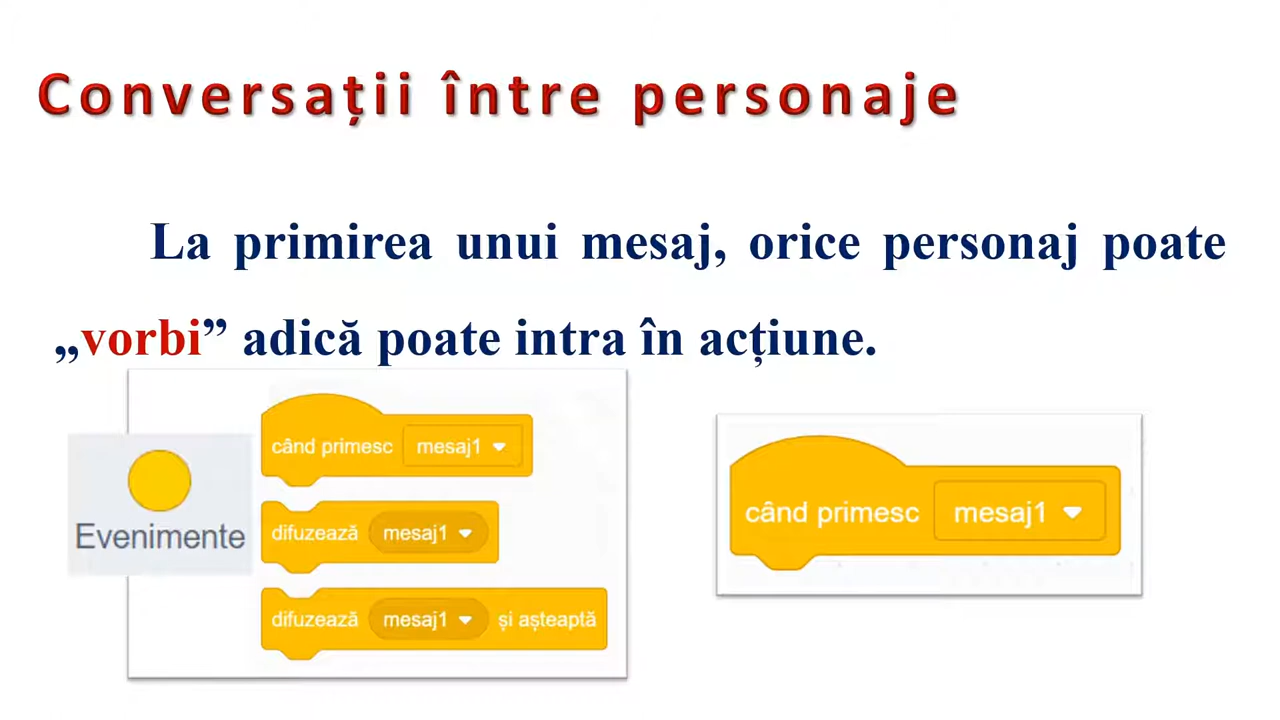 Conversații între personaje
La primirea unui mesaj, orice personaj poate
„vorbi” adică poate intra în acțiune.
Evenimente
când primesc mesaj1
difuzează mesaj1
difuzează mesaj1 și așteaptă
când primesc mesaj1